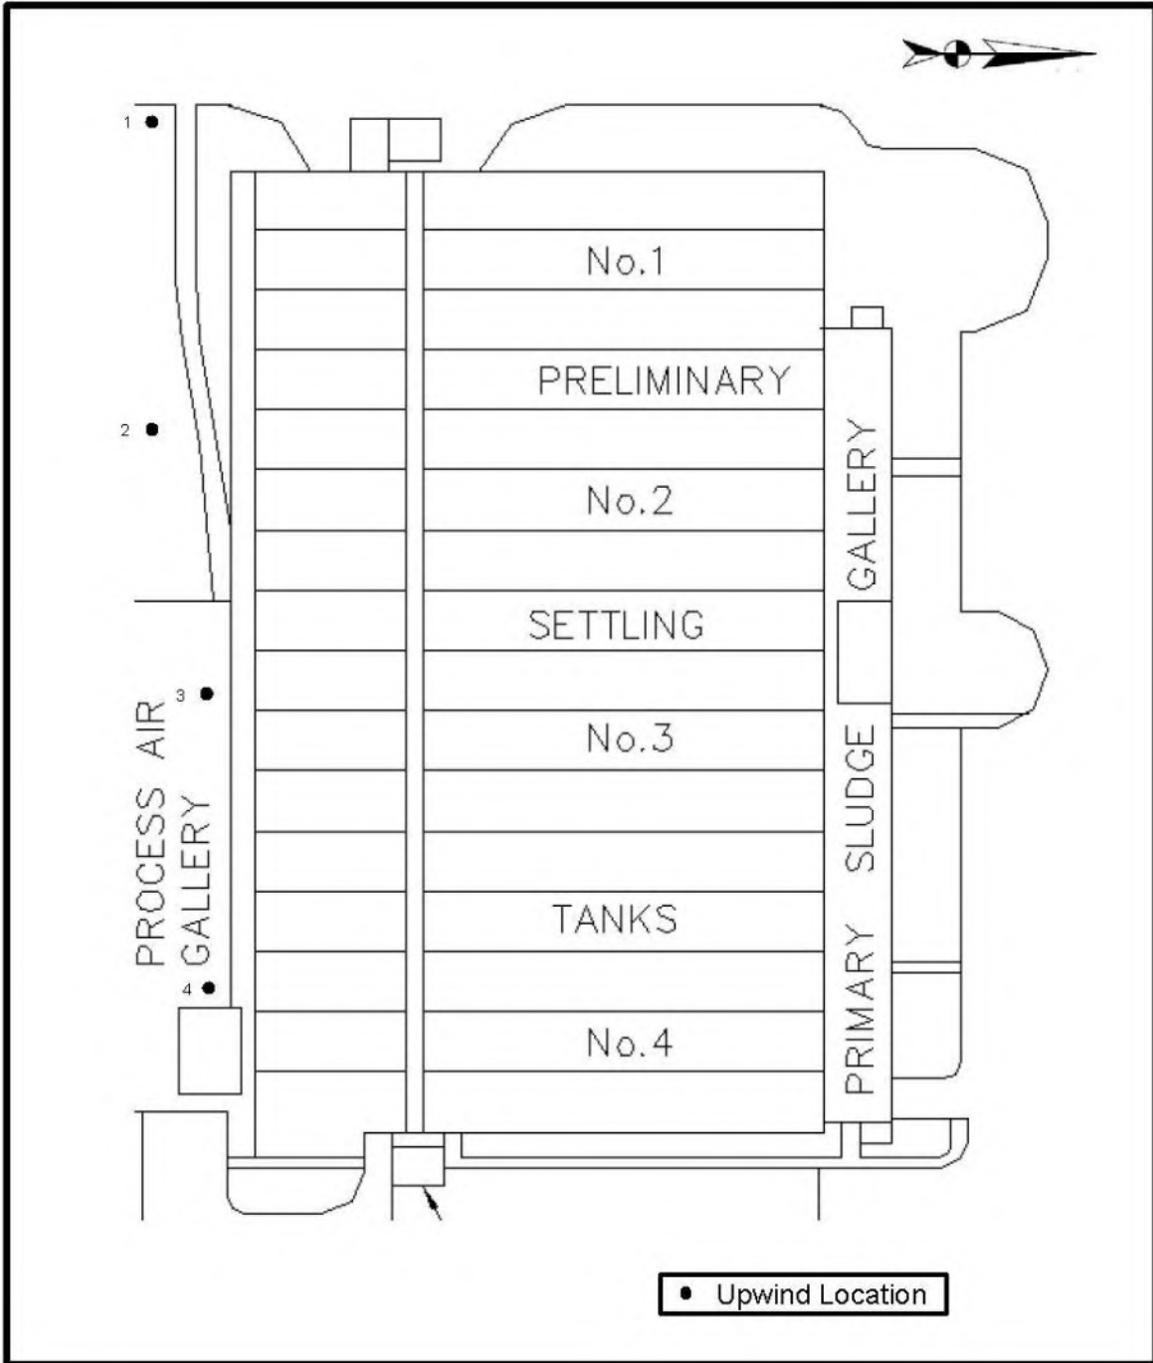 1
No.1
PRELIMINARY
2
No.2
GALLERY
SETTLING
3
No.3
PROCESS AIR
GALLERY
PRIMARY SLUDGE
TANKS
4
No.4
Upwind Location